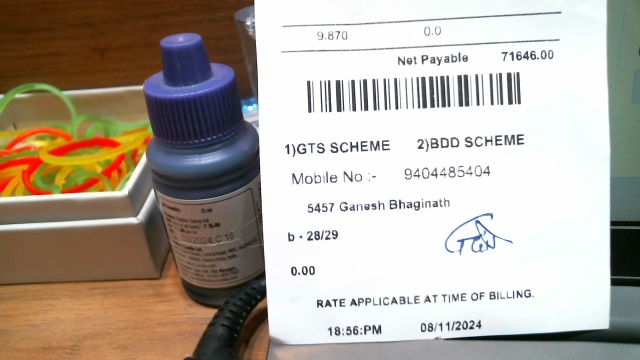 9.870 0.0
Net Payable 71646.00
1)GTS SCHEME 2)BDD SCHEME
Mobile No :- 9404485404
5457 Ganesh Bhaginath
b - 28/29
0.00
RATE APPLICABLE AT TIME OF BILLING.
18:56:PM 08/11/2024